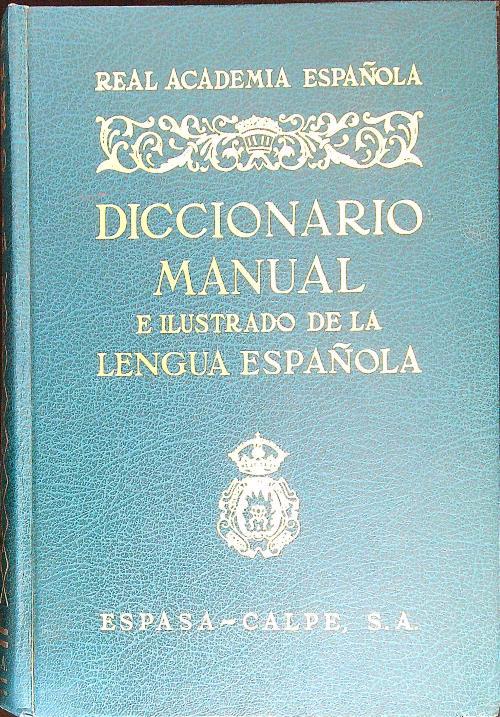 REAL ACADEMIA ESPAÑOLA
DICCIONARIO
MANUAL
E ILUSTRADO DE LA
LENGUA ESPAÑOLA
ESPASA-CALPE, S.A.